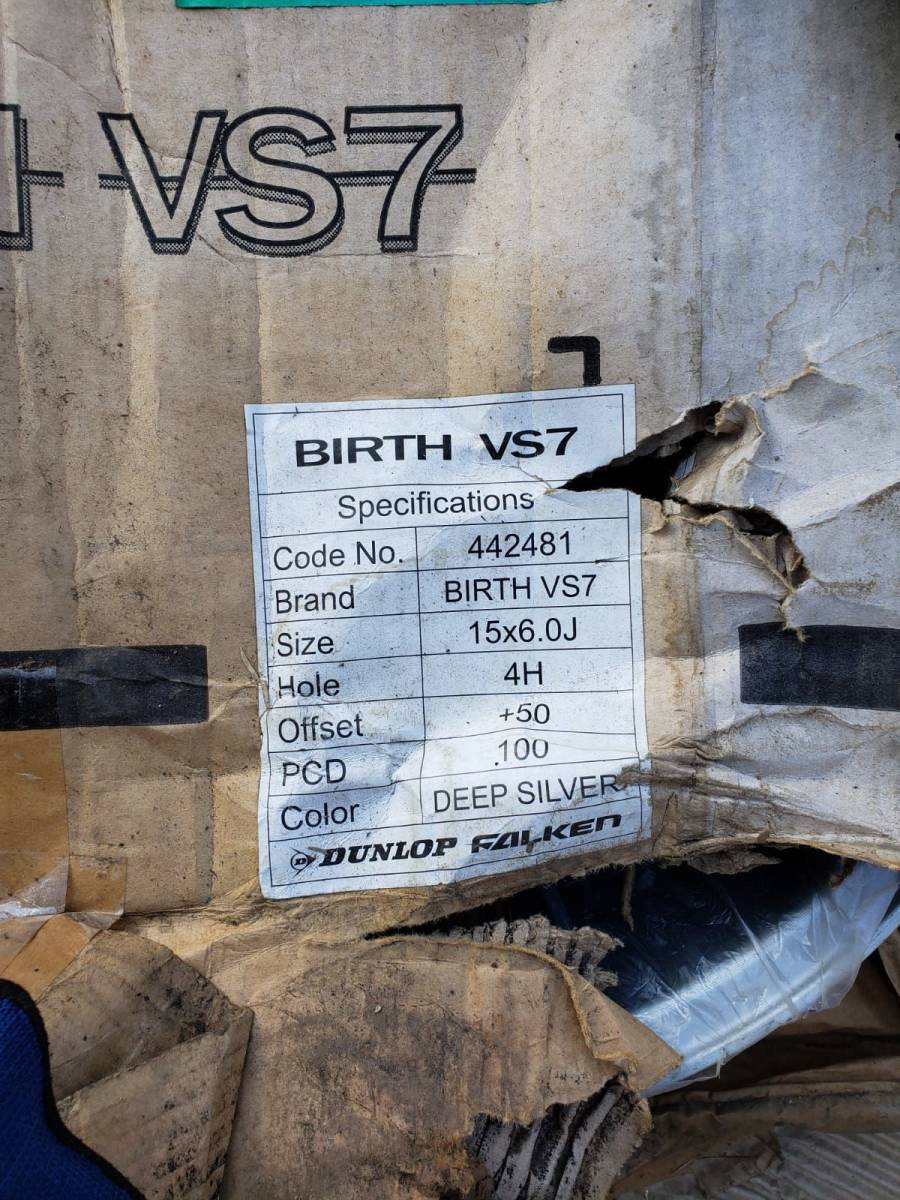 VS7
BIRTH VS7
Specifications
Code No. 442481
Brand BIRTH VS7
Size 15x6.0J
Hole 4H
Offset +50
PCD 100
Color DEEP SILVER
DUNLOP FALKEN